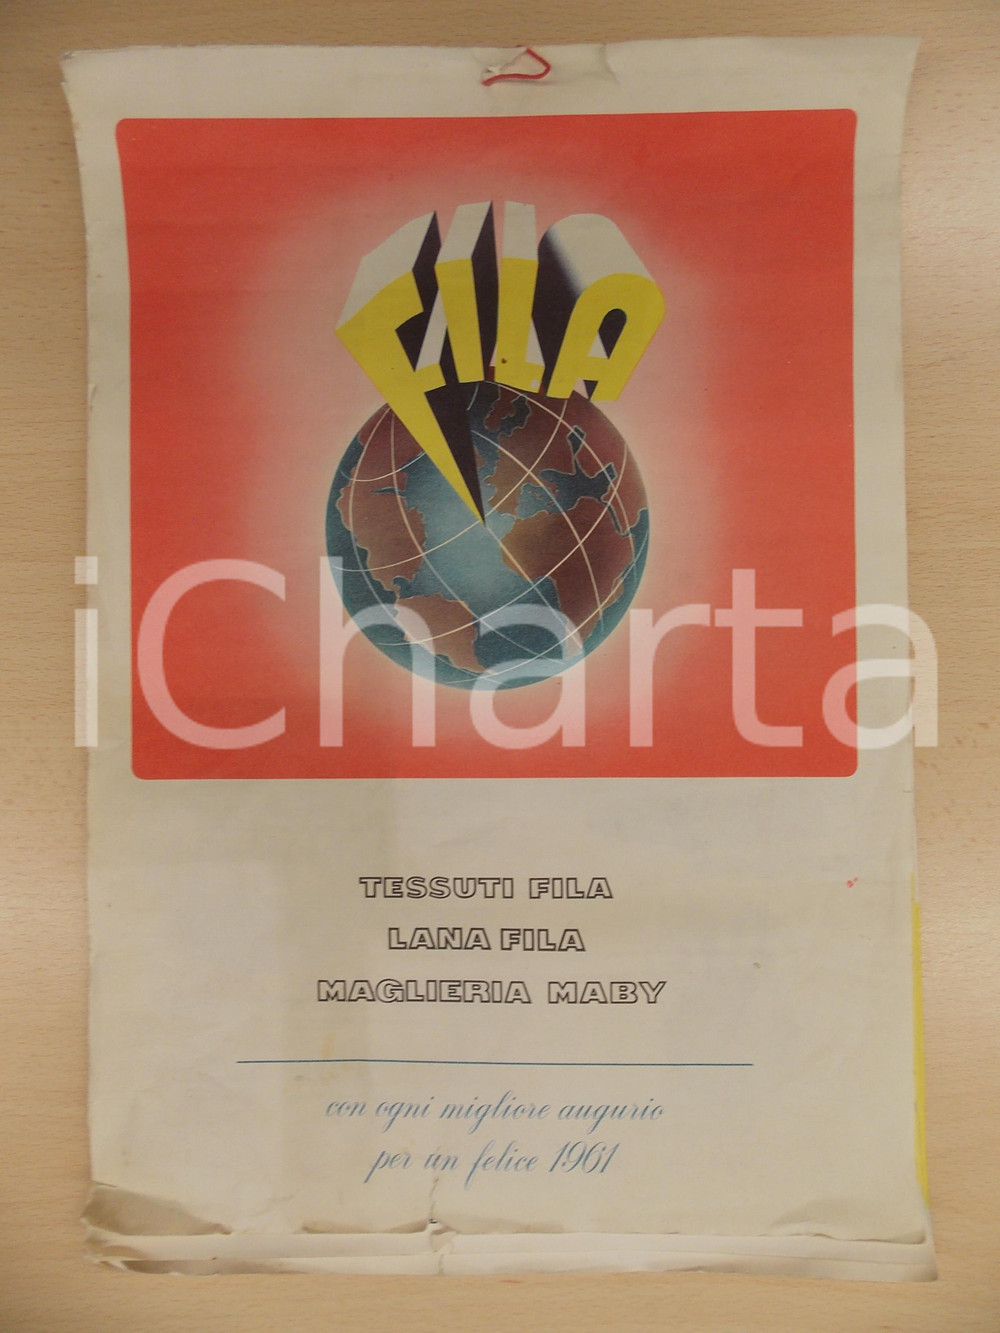 FILA
iCharta
TESSUTI FILA
LANA FILA
MAGLIERIA MABY
con ogni migliore augurio
per un felice 1961